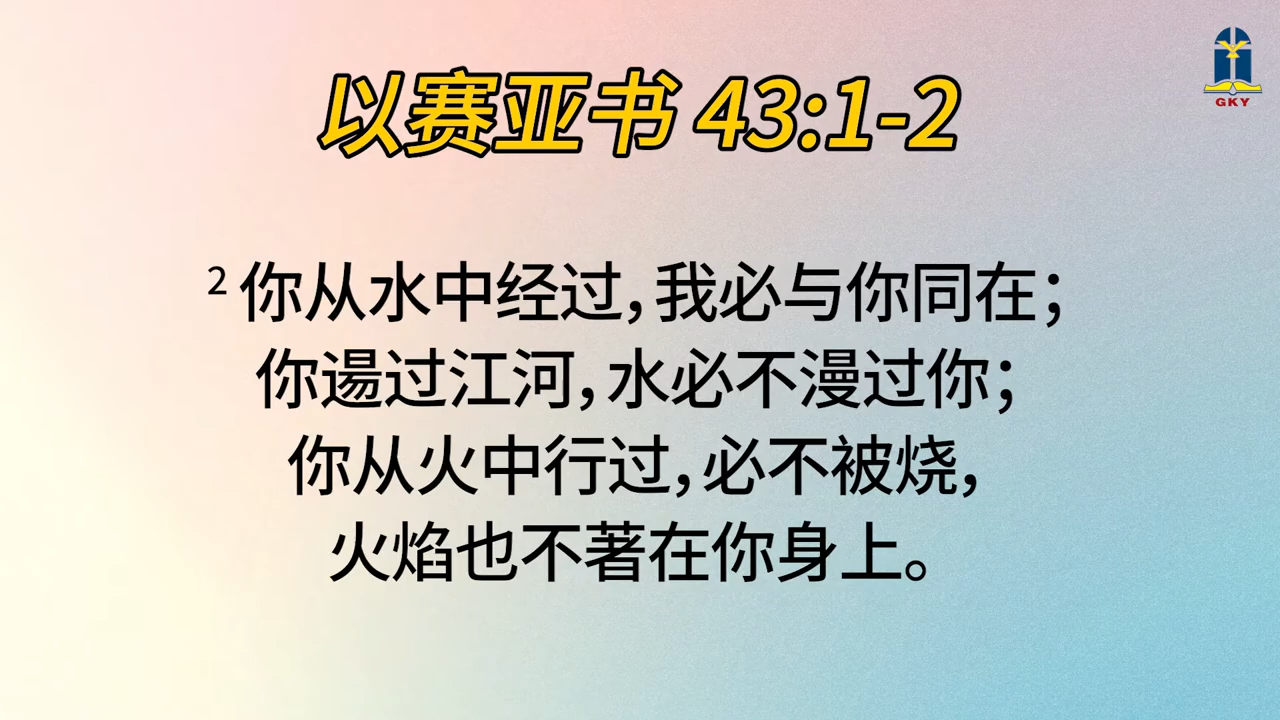 以赛亚书 43:1-2
GKY
2 你从水中经过，我必与你同在；
你逿过江河，水必不漫过你；
你从火中行过，必不被烧，
火焰也不著在你身上。